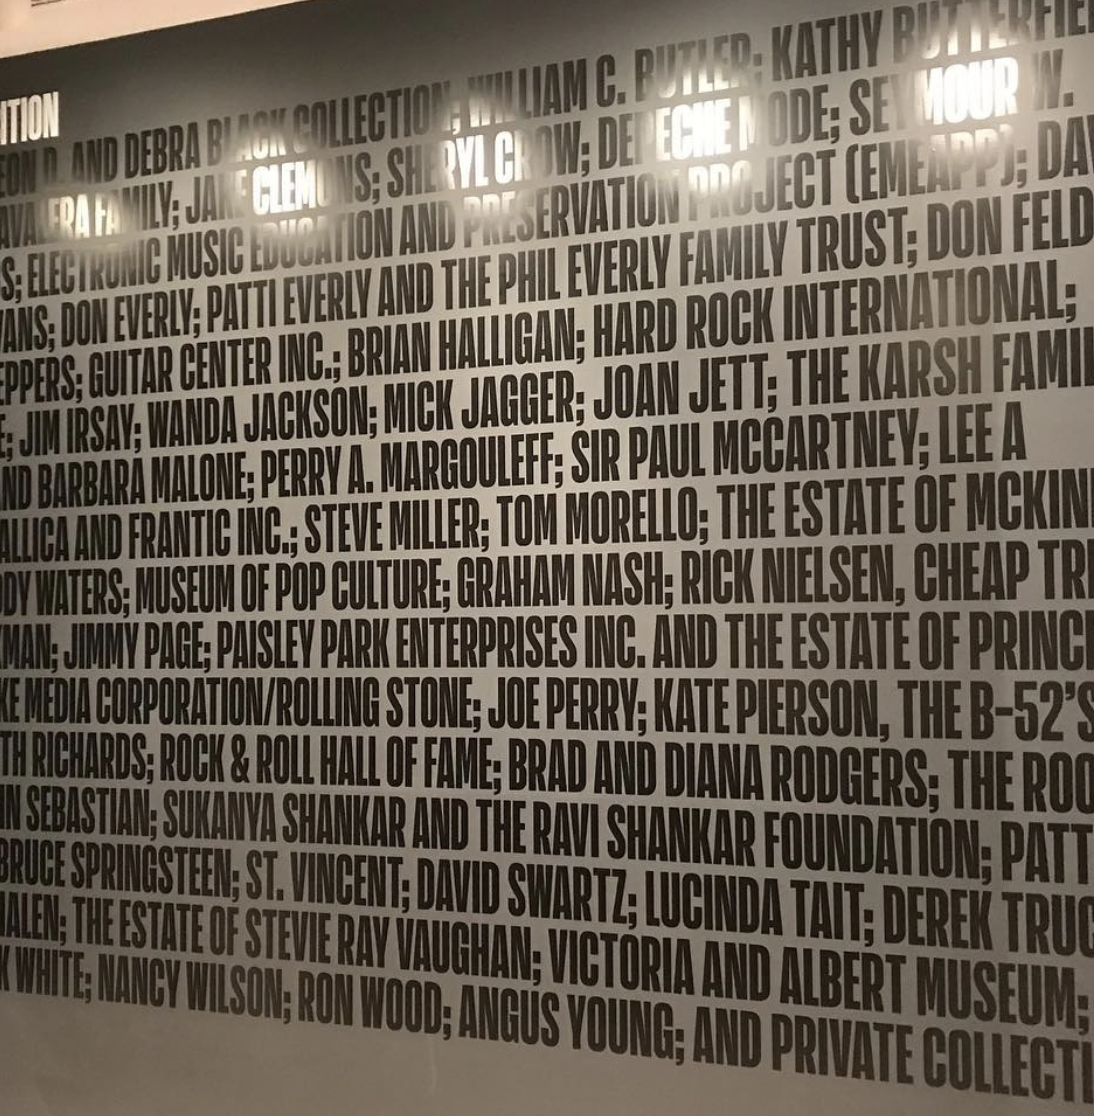 ITION
EON D. AND DEBRA BLACK COLLECTION; WILLIAM C. BUTLER; KATHY BUTTERFIEL
AVALERA FAMILY; JAKE CLEMONS; SHERYL CROW; DEPECHE MODE; SEYMOUR W.
S; ELECTRONIC MUSIC EDUCATION AND PRESERVATION PROJECT (EMEAPP); DAV
VANS; DON EVERLY; PATTI EVERLY AND THE PHIL EVERLY FAMILY TRUST; DON FELD
EPPERS; GUITAR CENTER INC.; BRIAN HALLIGAN; HARD ROCK INTERNATIONAL;
E; JIM IRSAY; WANDA JACKSON; MICK JAGGER; JOAN JETT; THE KARSH FAMIL
ND BARBARA MALONE; PERRY A. MARGOULEFF; SIR PAUL MCCARTNEY; LEE A
ALLICA AND FRANTIC INC.; STEVE MILLER; TOM MORELLO; THE ESTATE OF MCKIN
DY WATERS; MUSEUM OF POP CULTURE; GRAHAM NASH; RICK NIELSEN, CHEAP TRI
MAN; JIMMY PAGE; PAISLEY PARK ENTERPRISES INC. AND THE ESTATE OF PRINC
KE MEDIA CORPORATION/ROLLING STONE; JOE PERRY; KATE PIERSON, THE B-52'S
TH RICHARDS; ROCK & ROLL HALL OF FAME; BRAD AND DIANA RODGERS; THE ROO
N SEBASTIAN; SUKANYA SHANKAR AND THE RAVI SHANKAR FOUNDATION; PATT
BRUCE SPRINGSTEEN; ST. VINCENT; DAVID SWARTZ; LUCINDA TAIT; DEREK TRUC
HALEN; THE ESTATE OF STEVIE RAY VAUGHAN; VICTORIA AND ALBERT MUSEUM;
K WHITE; NANCY WILSON; RON WOOD; ANGUS YOUNG; AND PRIVATE COLLECTI